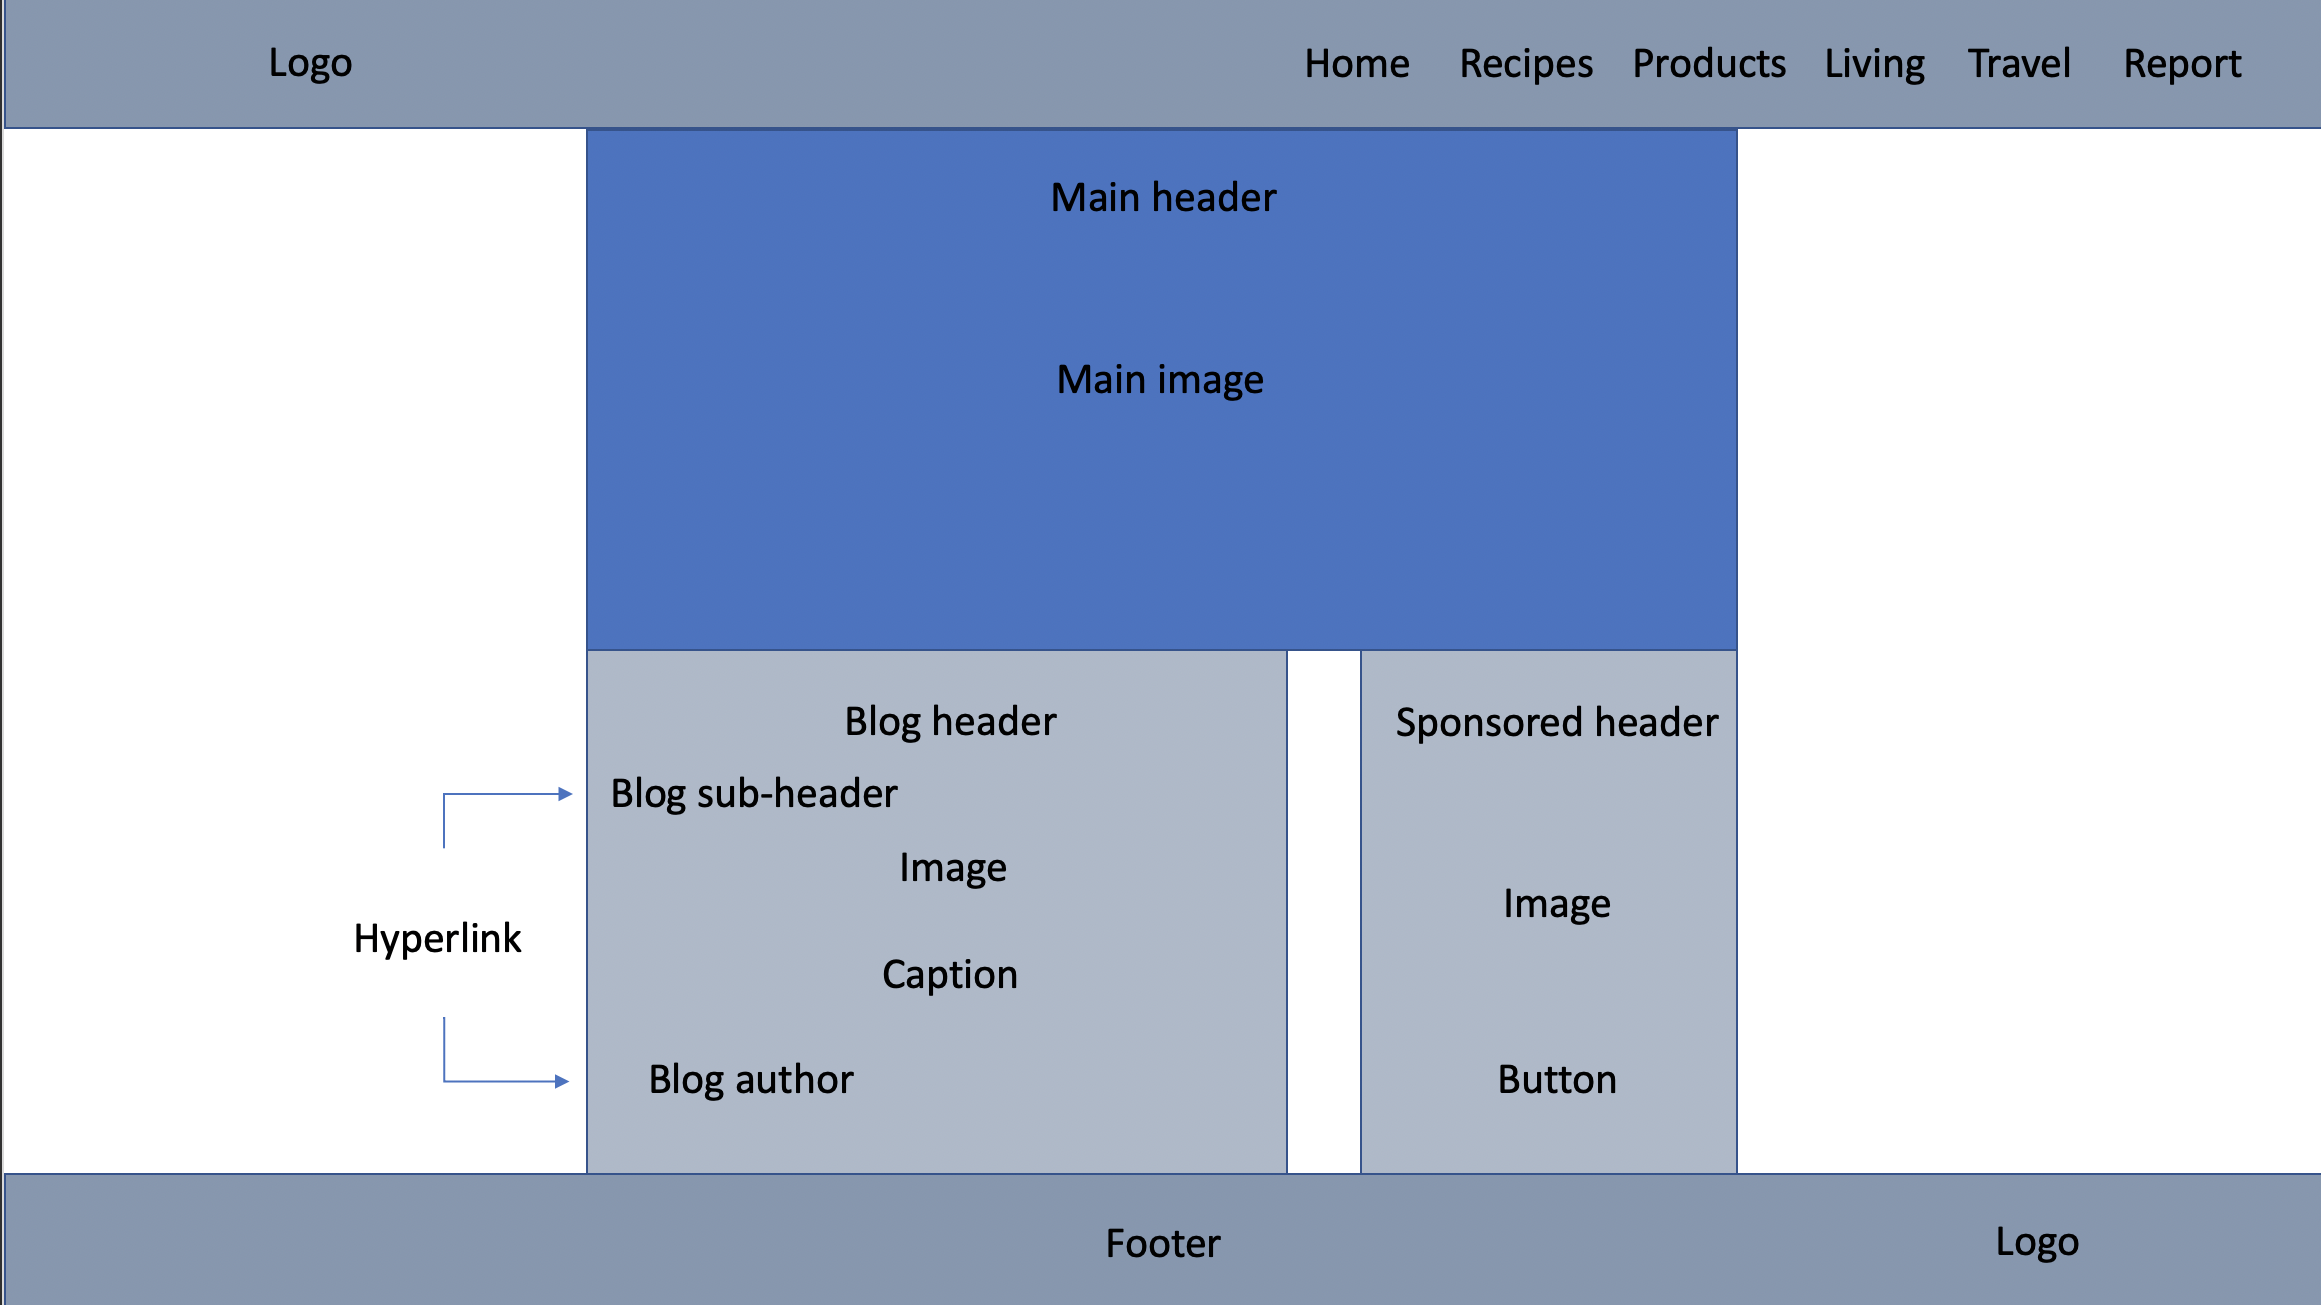 Logo Home Recipes Products Living Travel Report
Main header
Main image
Blog header
Blog sub-header
Image
Caption
Blog author
Hyperlink
Sponsored header
Image
Button
Footer Logo